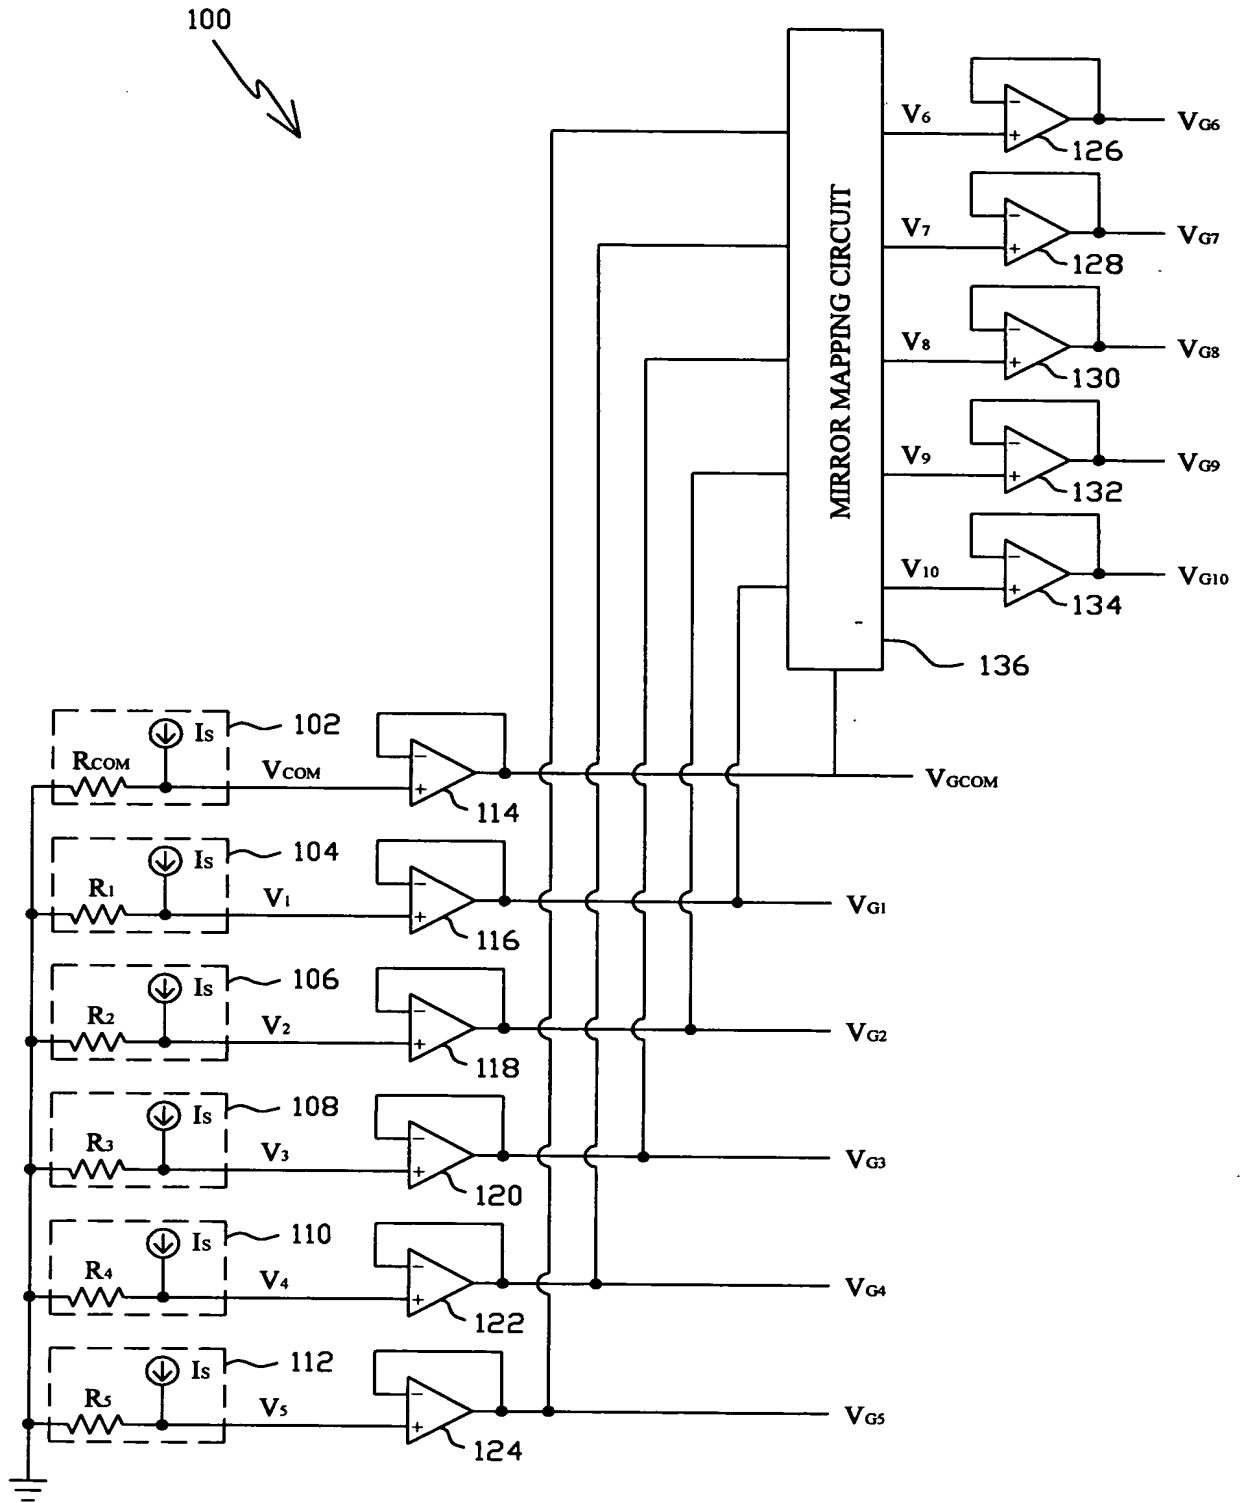 100
MIRROR MAPPING CIRCUIT
V6
−
+
126
VG6
V7
−
+
128
VG7
V8
−
+
130
VG8
V9
−
+
132
VG9
V10
−
+
134
VG10
136
RCOM
Is
102
VCOM
−
+
114
VGCOM
R1
Is
104
V1
−
+
116
VG1
R2
Is
106
V2
−
+
118
VG2
R3
Is
108
V3
−
+
120
VG3
R4
Is
110
V4
−
+
122
VG4
R5
Is
112
V5
−
+
124
VG5